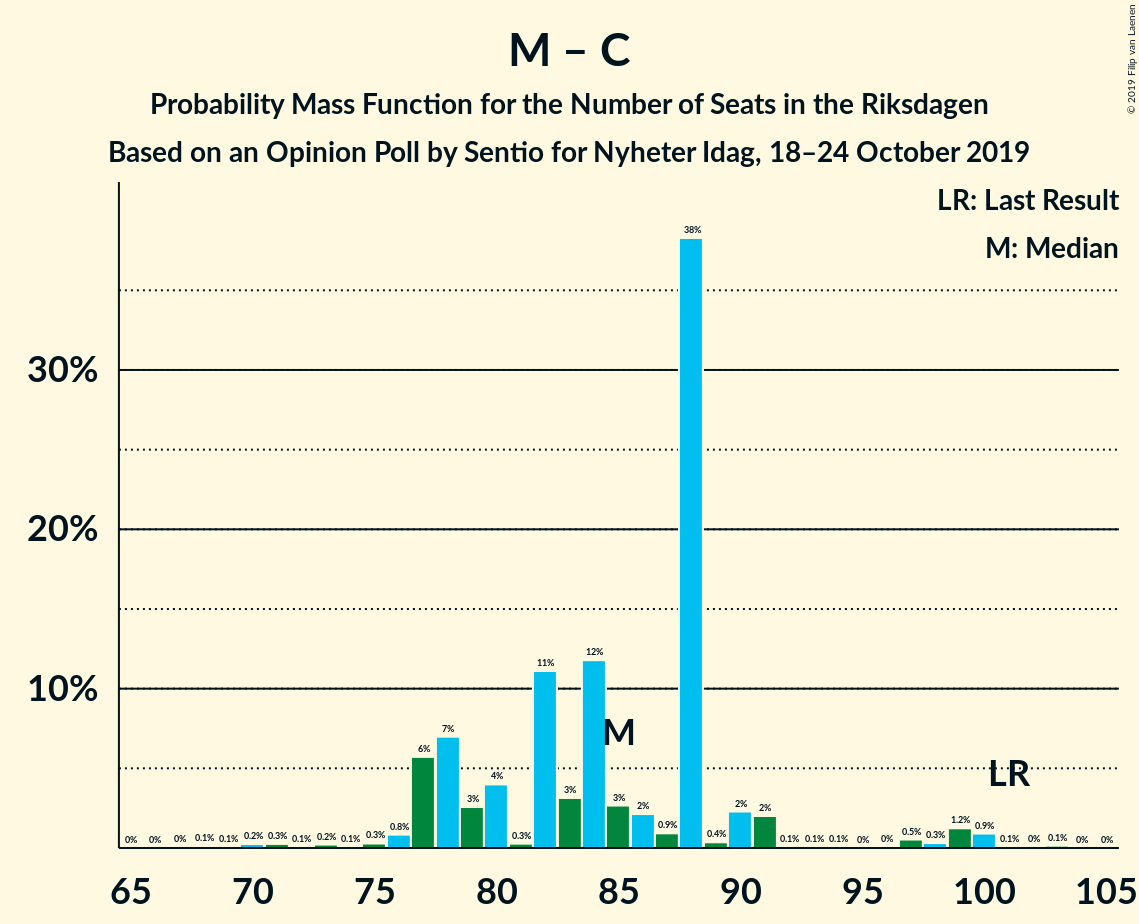 M – C
Probability Mass Function for the Number of Seats in the Riksdagen
Based on an Opinion Poll by Sentio for Nyheter Idag, 18–24 October 2019
© 2019 Filip van Laenen
LR: Last Result
M: Median
38%
30%
20%
12%
11%
10%
M
7%
6%
LR
4%
3% 3% 3%
2% 2% 2%
0% 0% 0% 0.1% 0.1% 0.2% 0.3% 0.1% 0.2% 0.1% 0.3% 0.8% 0.3% 0.9% 0.4% 0.1% 0.1% 0.1% 0% 0% 0.5% 0.3% 1.2% 0.9% 0.1% 0% 0.1% 0% 0%
65 70 75 80 85 90 95 100 105